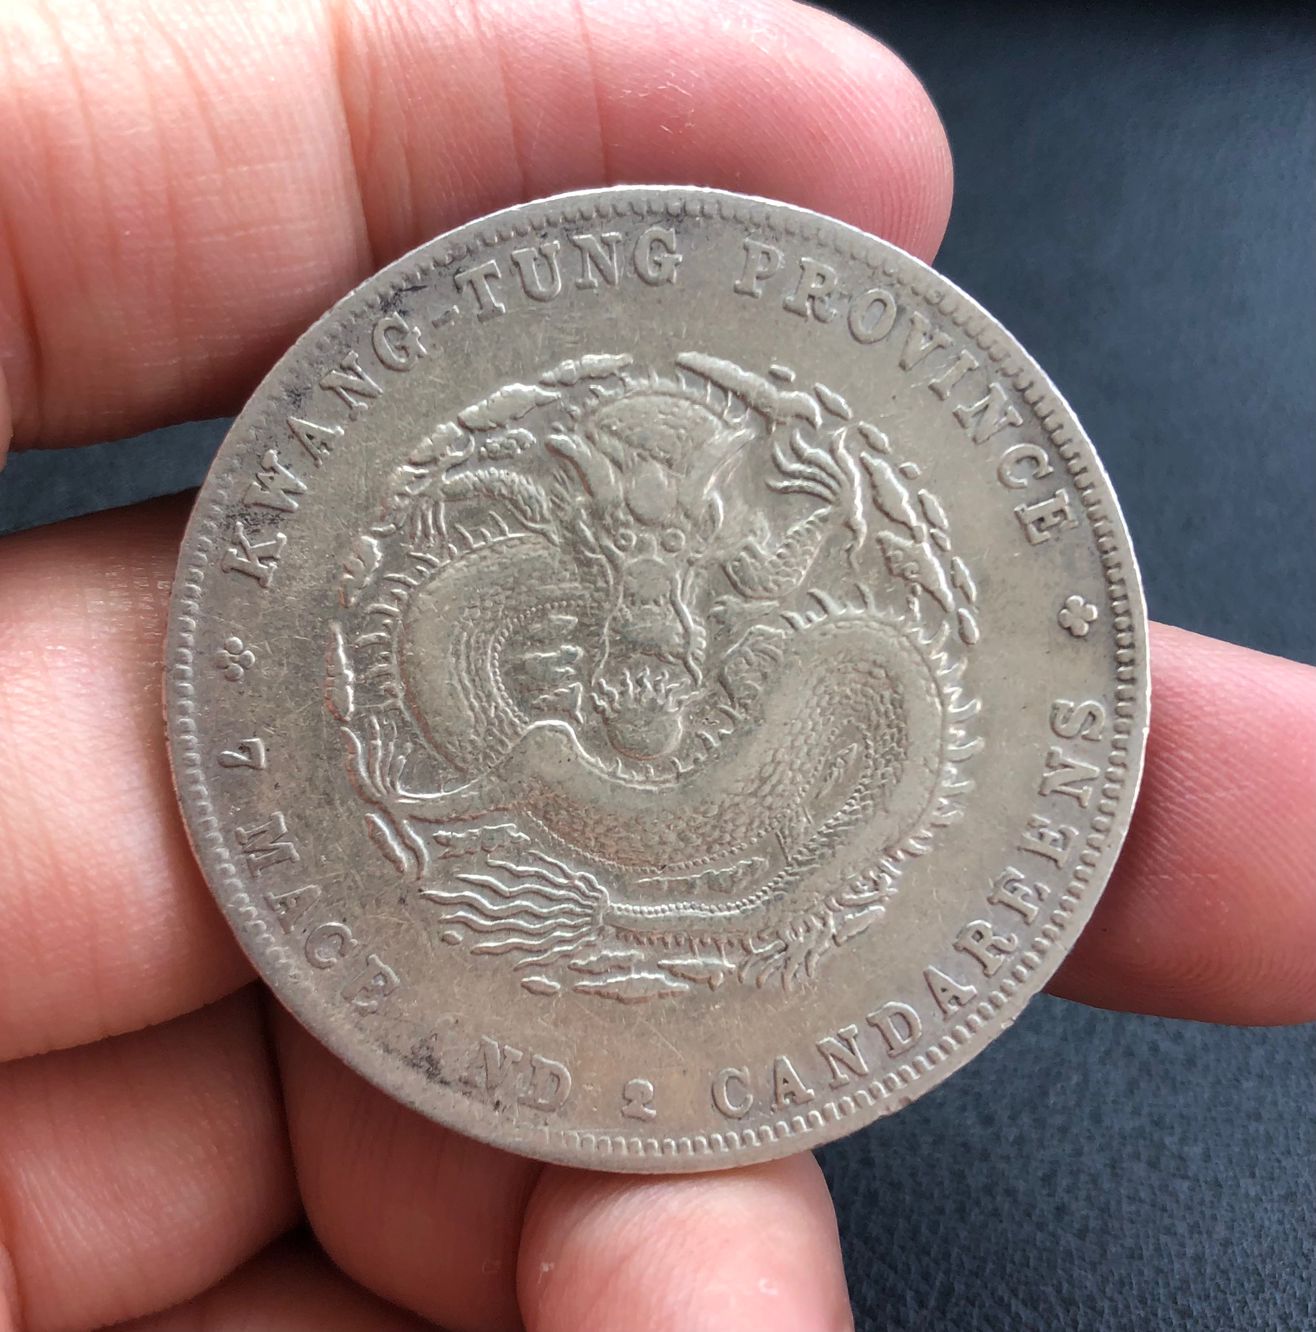 KWANG-TUNG PROVINCE
7 MACE AND 2 CANDAREENS